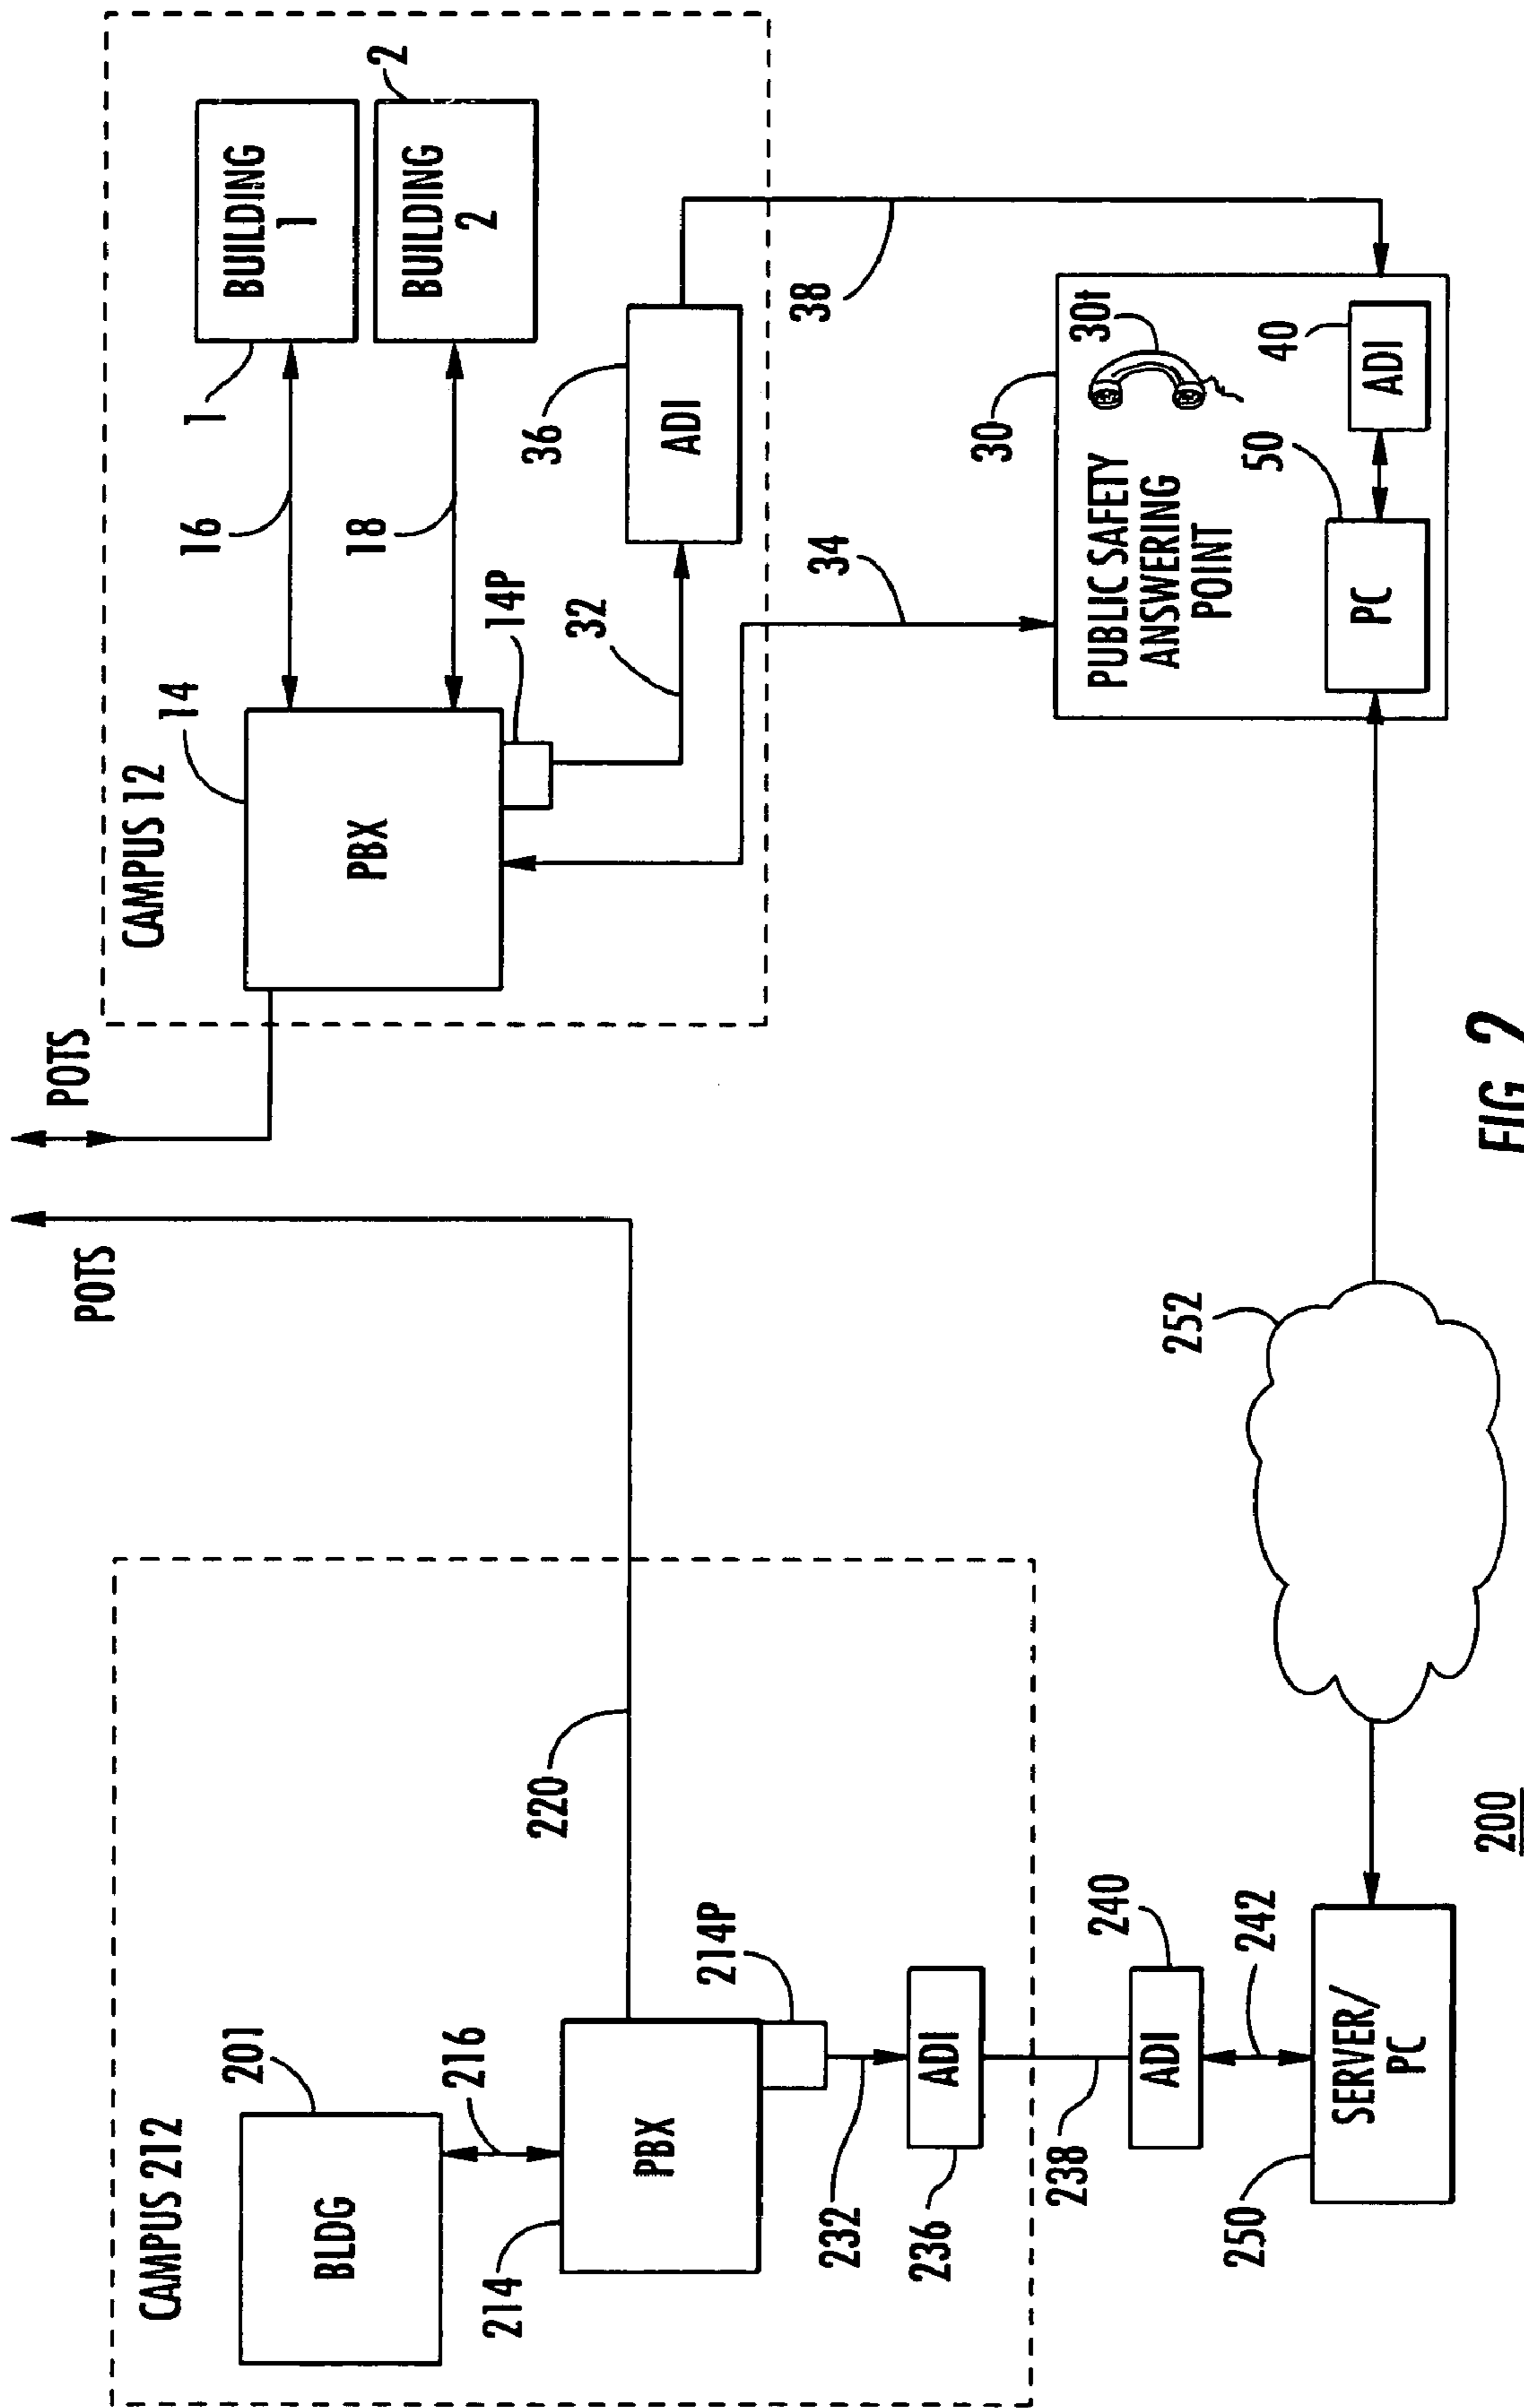 POTS
POTS
CAMPUS 212
BLDG
201
216
214
PBX
220
214P
232
236
ADI
238
240
ADI
242
250
SERVER/
PC
252
CAMPUS 12
14
PBX
16
1
BUILDING
1
18
2
BUILDING
2
14P
32
36
ADI
34
38
30
PUBLIC SAFETY
ANSWERING
POINT
30t
50
PC
40
ADI
200
FIG. 2